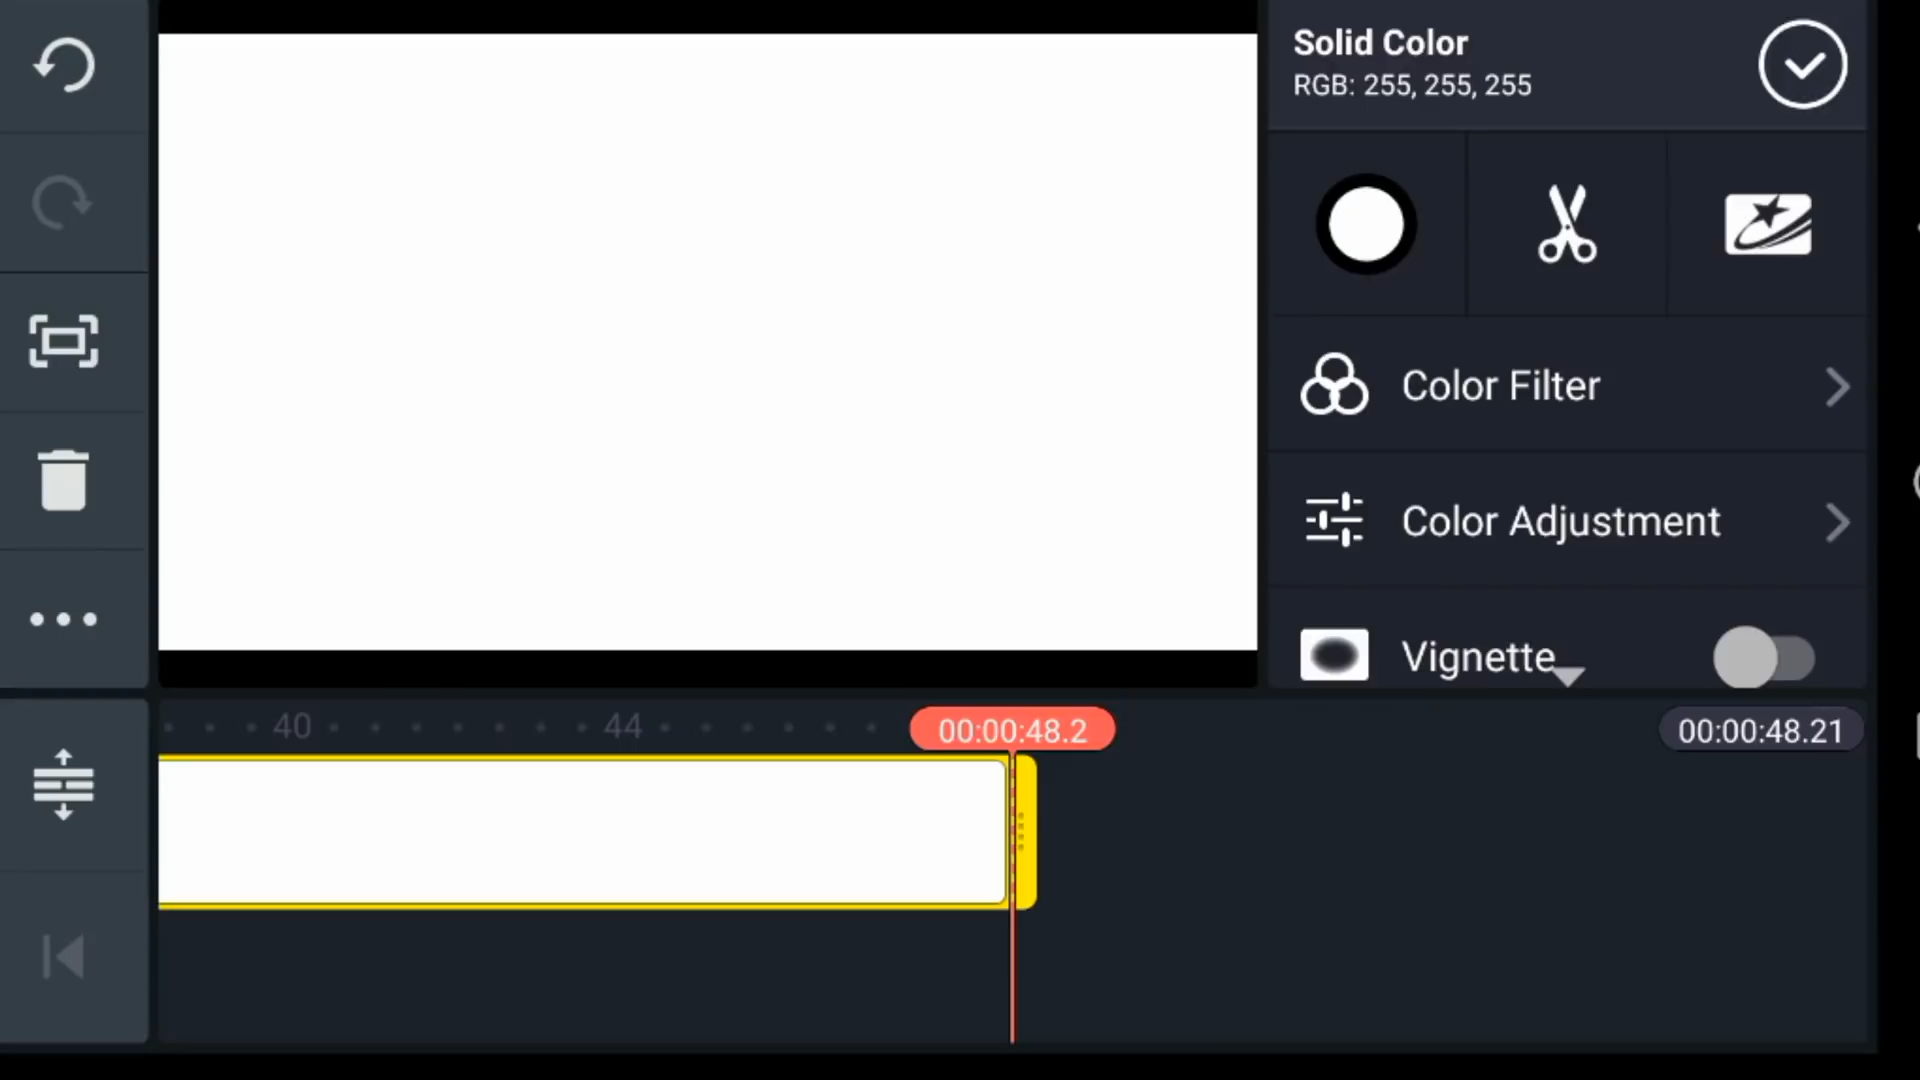 Solid Color
RGB: 255, 255, 255
Color Filter
Color Adjustment
Vignette
40
44
00:00:48.2
00:00:48.21